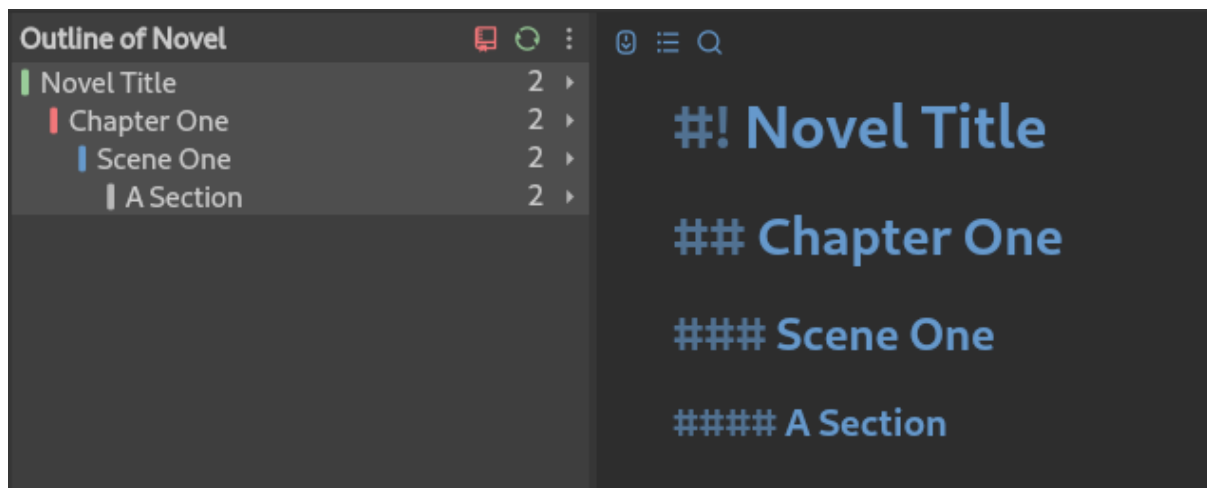 Outline of Novel
Novel Title 2
Chapter One 2
Scene One 2
A Section 2
#! Novel Title
## Chapter One
### Scene One
#### A Section